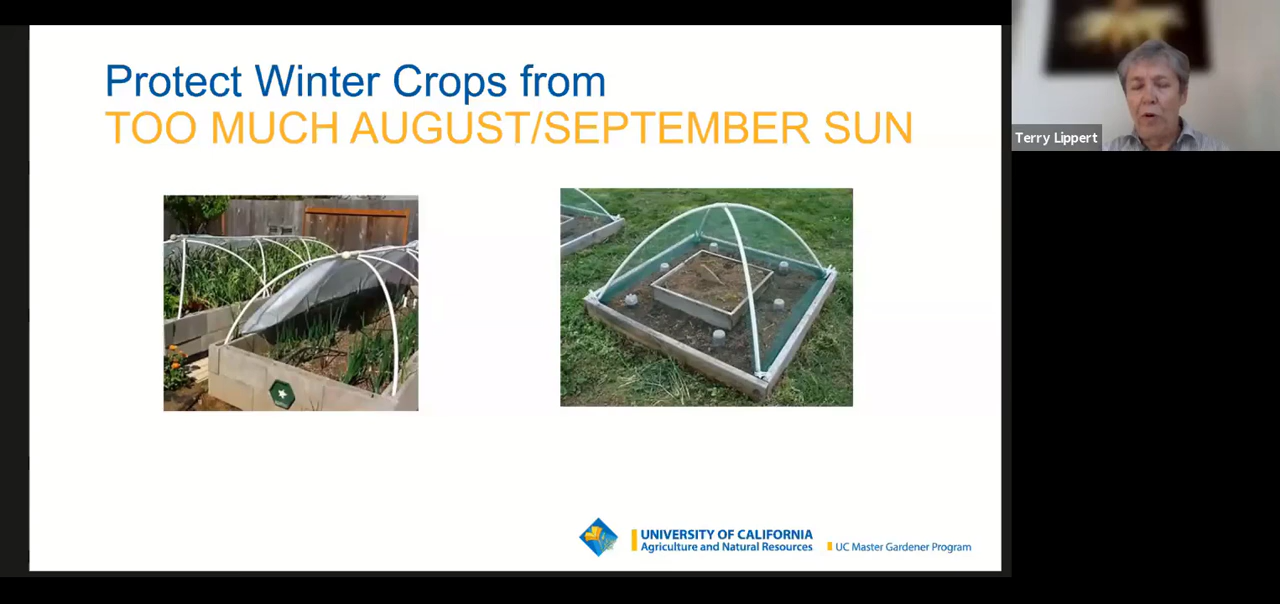 Protect Winter Crops from
TOO MUCH AUGUST/SEPTEMBER SUN
Terry Lippert
UNIVERSITY OF CALIFORNIA
Agriculture and Natural Resources
UC Master Gardener Program